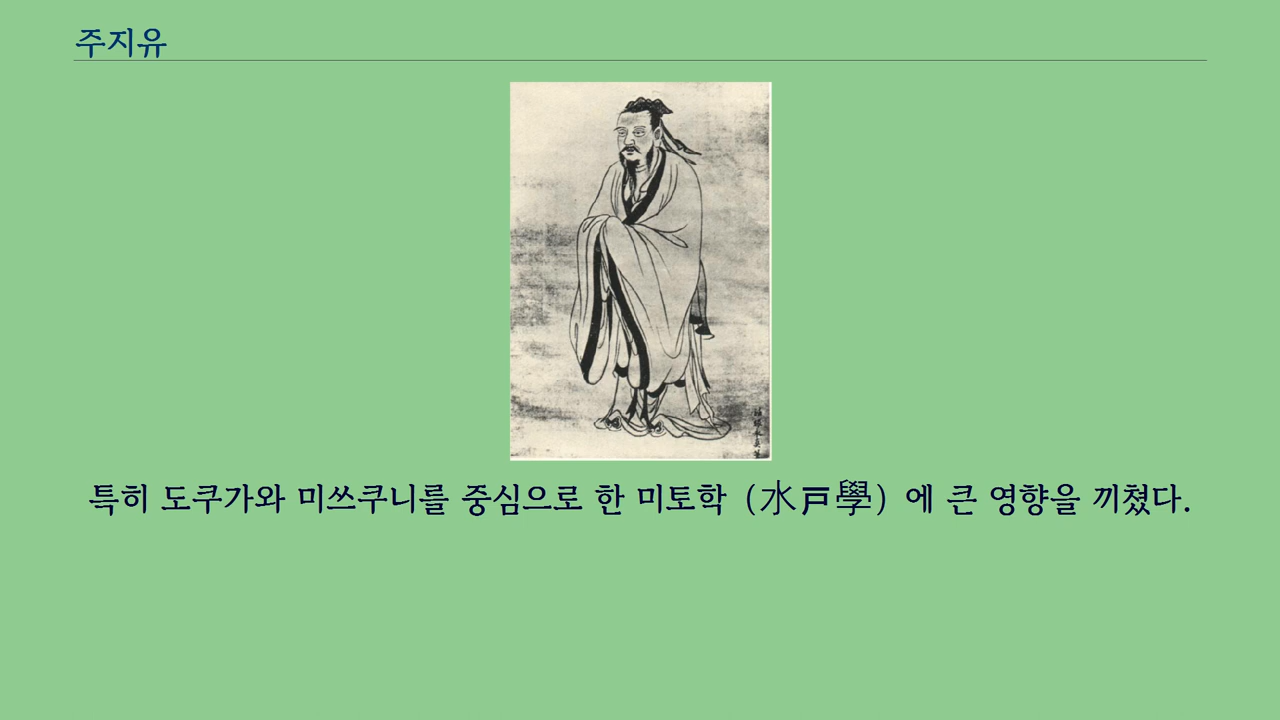 주지유
특히 도쿠가와 미쓰쿠니를 중심으로 한 미토학 (水戸學) 에 큰 영향을 끼쳤다.